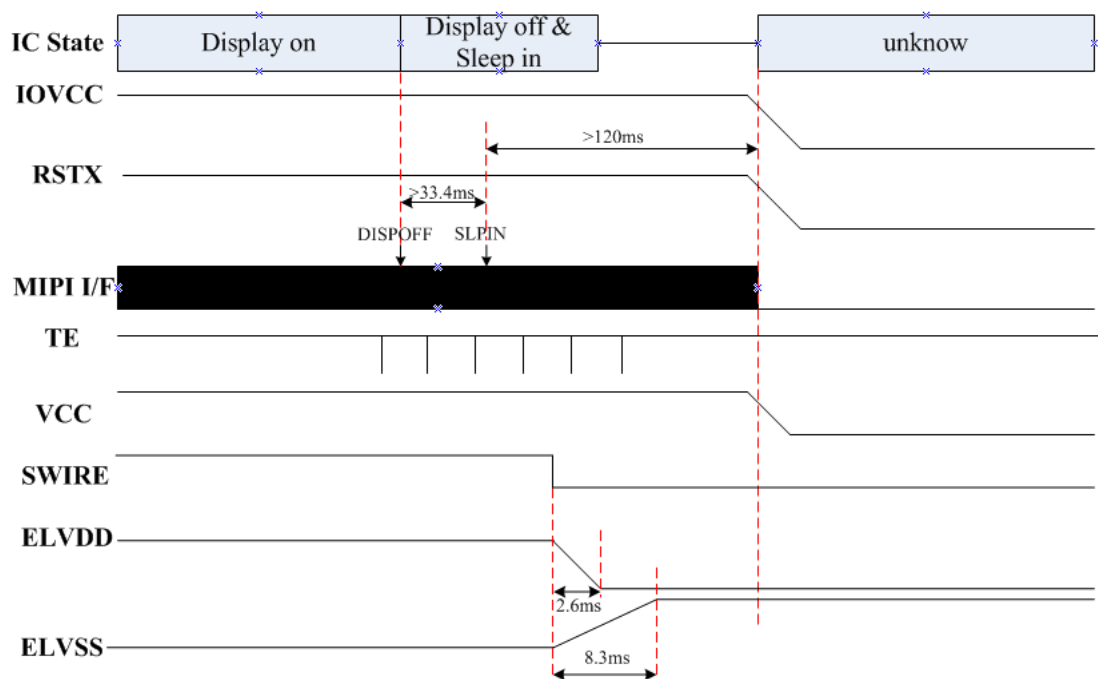 IC State
Display on
Display off &
Sleep in
unknow
IOVCC
>120ms
RSTX
>33.4ms
DISPOFF
SLPIN
MIPI I/F
TE
VCC
SWIRE
ELVDD
2.6ms
ELVSS
8.3ms